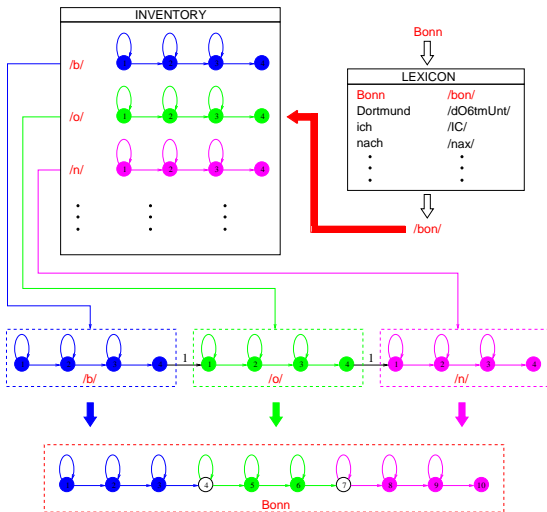 INVENTORY
/b/
/o/
1 2 3 4
/n/
1 2 3 4
Bonn
LEXICON
Bonn /bon/
Dortmund /dO6tmUnt/
ich /IC/
nach /nax/
/bon/
1 1
1 2 3 4
1 2 3 4
/b/ /o/ /n/
4 5 6 7 8 9 10
Bonn